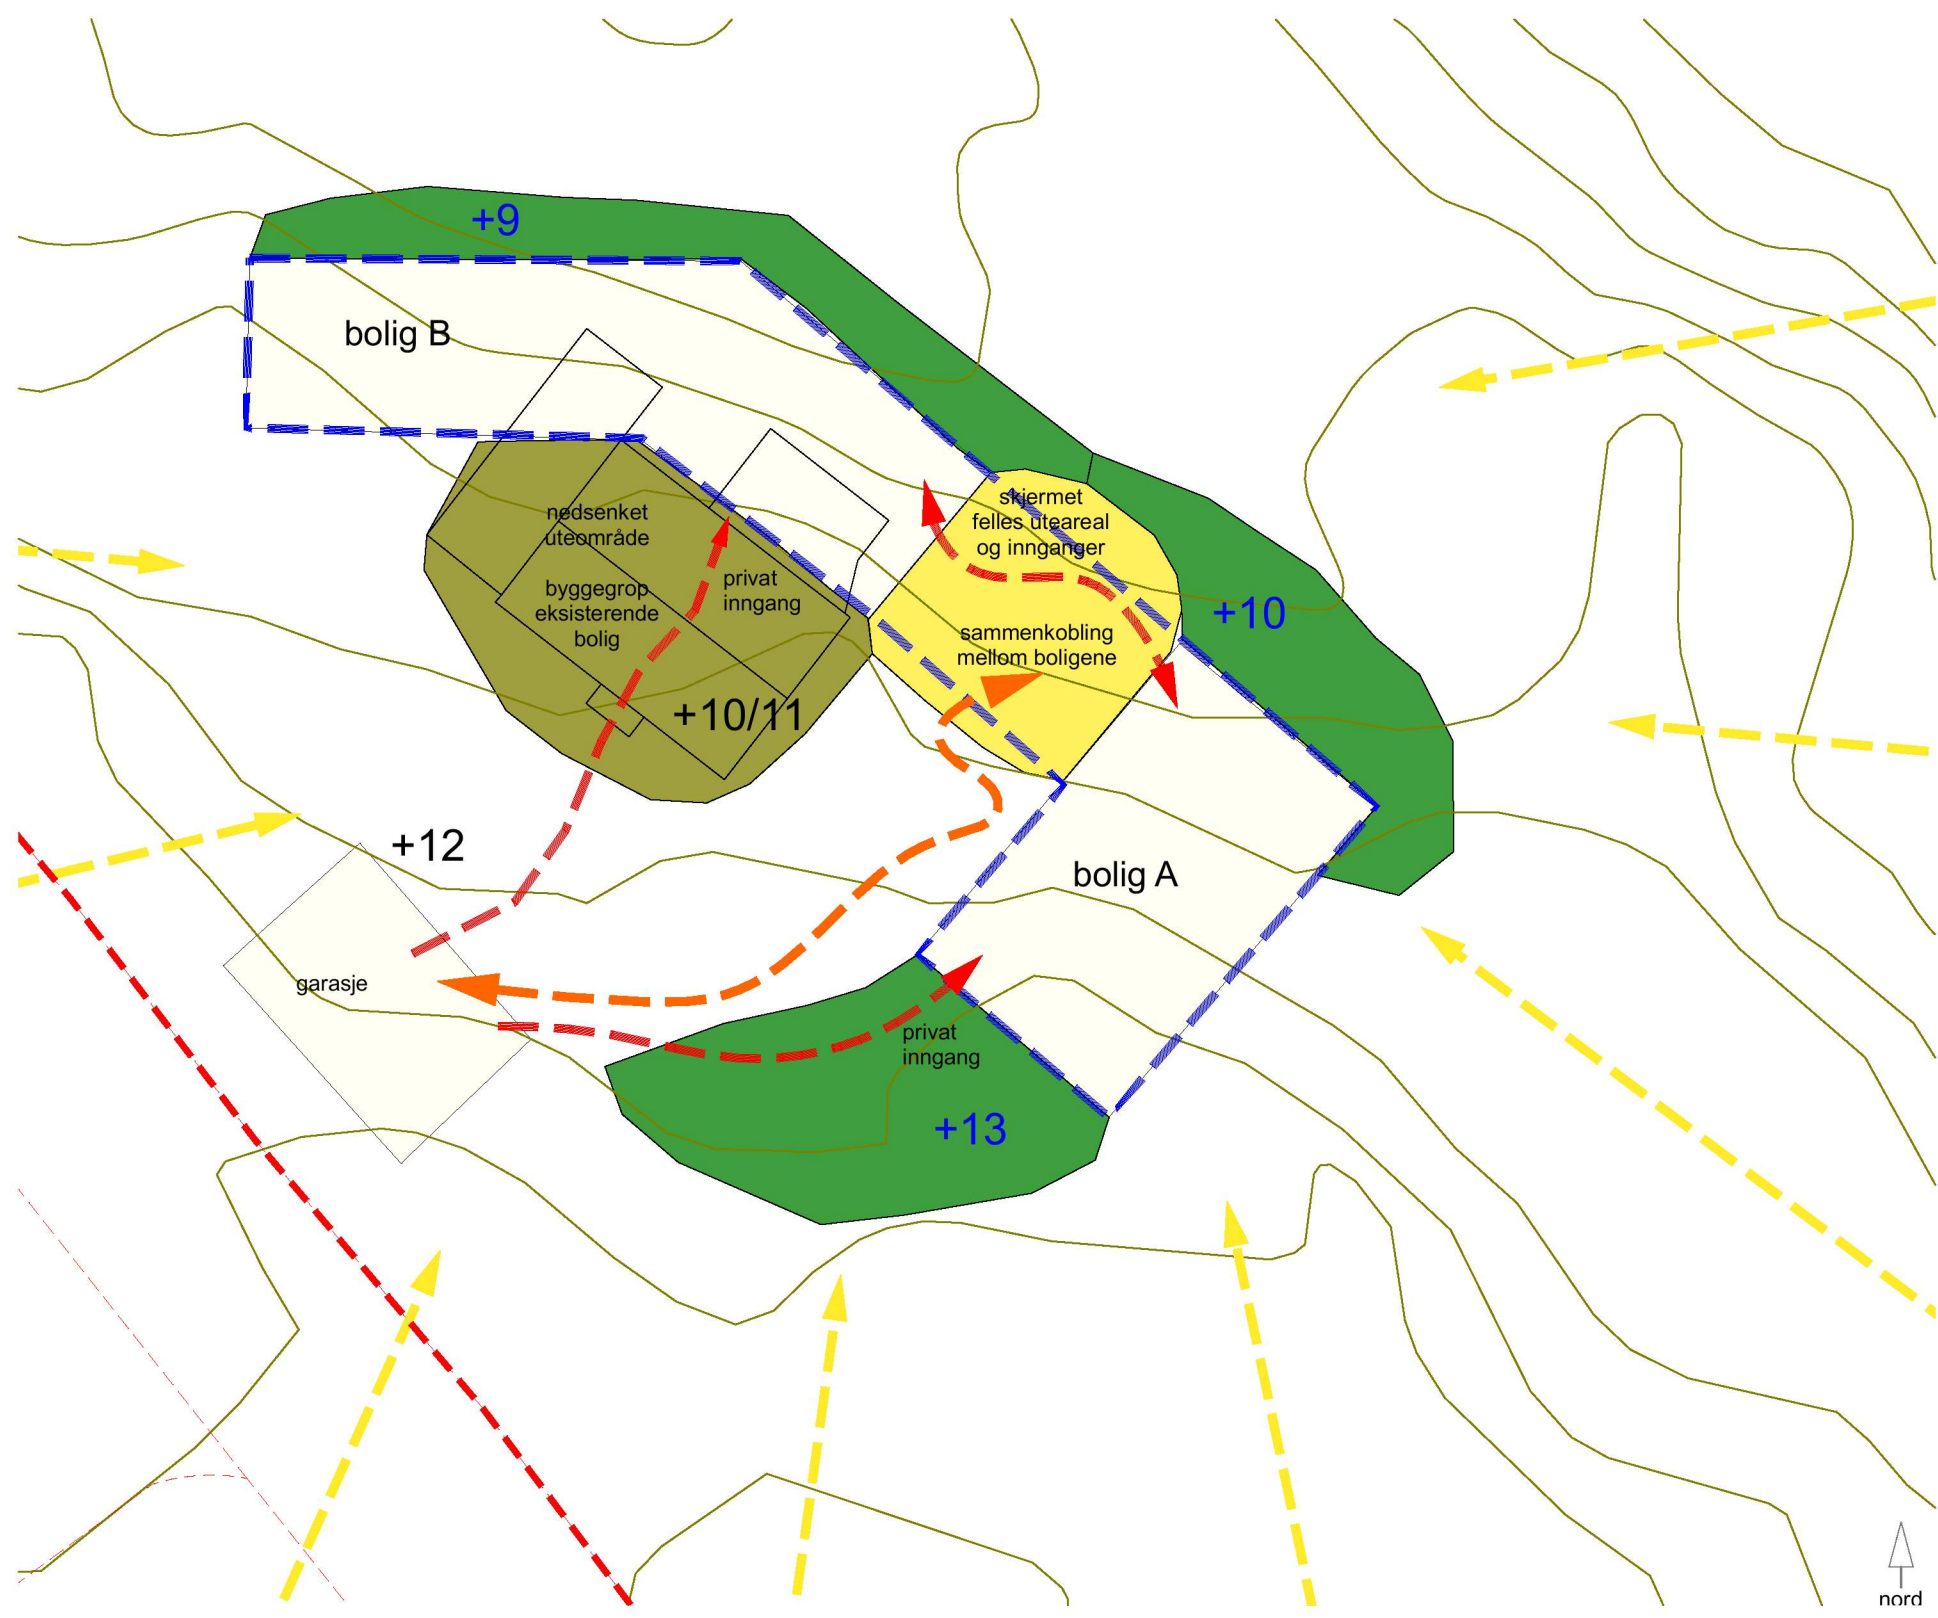 +9
bolig B
skjermet
felles uteareal
og innganger
nedsenket
uteområde
privat
inngang
byggegrop
eksisterende
bolig
+10
sammenkobling
mellom boligene
+10/11
+12
bolig A
garasje
privat
inngang
+13
nord